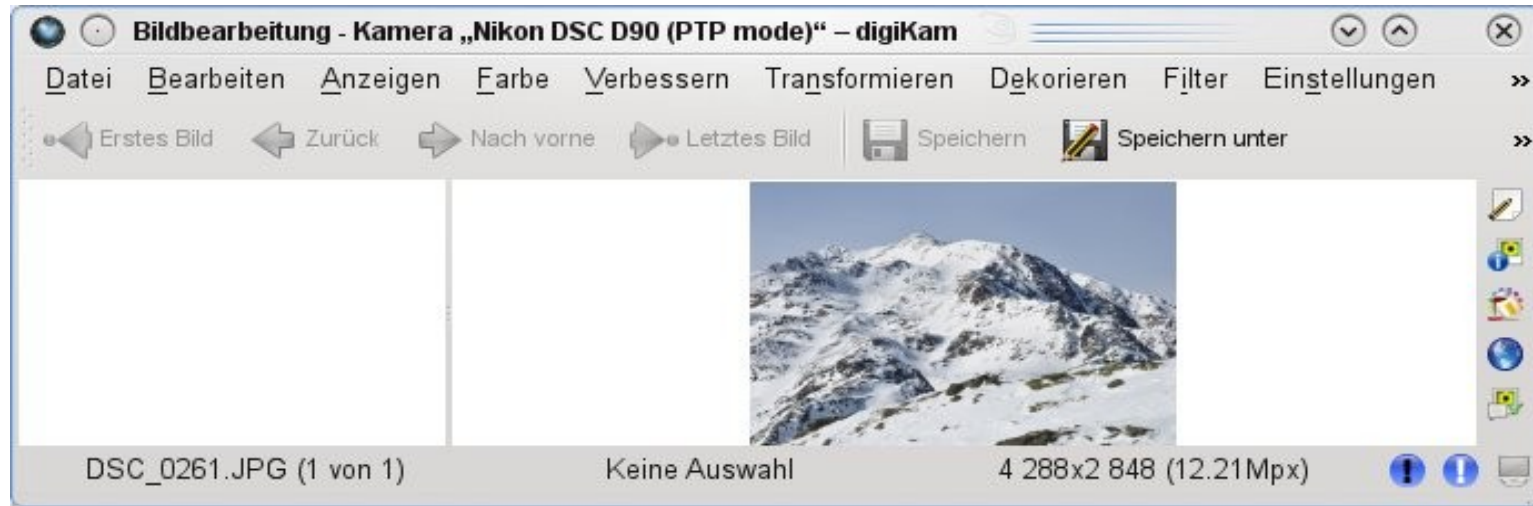 Bildbearbeitung - Kamera „Nikon DSC D90 (PTP mode)“ – digiKam
Datei Bearbeiten Anzeigen Farbe Verbessern Transformieren Dekorieren Filter Einstellungen »
Erstes Bild Zurück Nach vorne Letztes Bild Speichern Speichern unter »
DSC_0261.JPG (1 von 1) Keine Auswahl 4 288x2 848 (12.21Mpx)